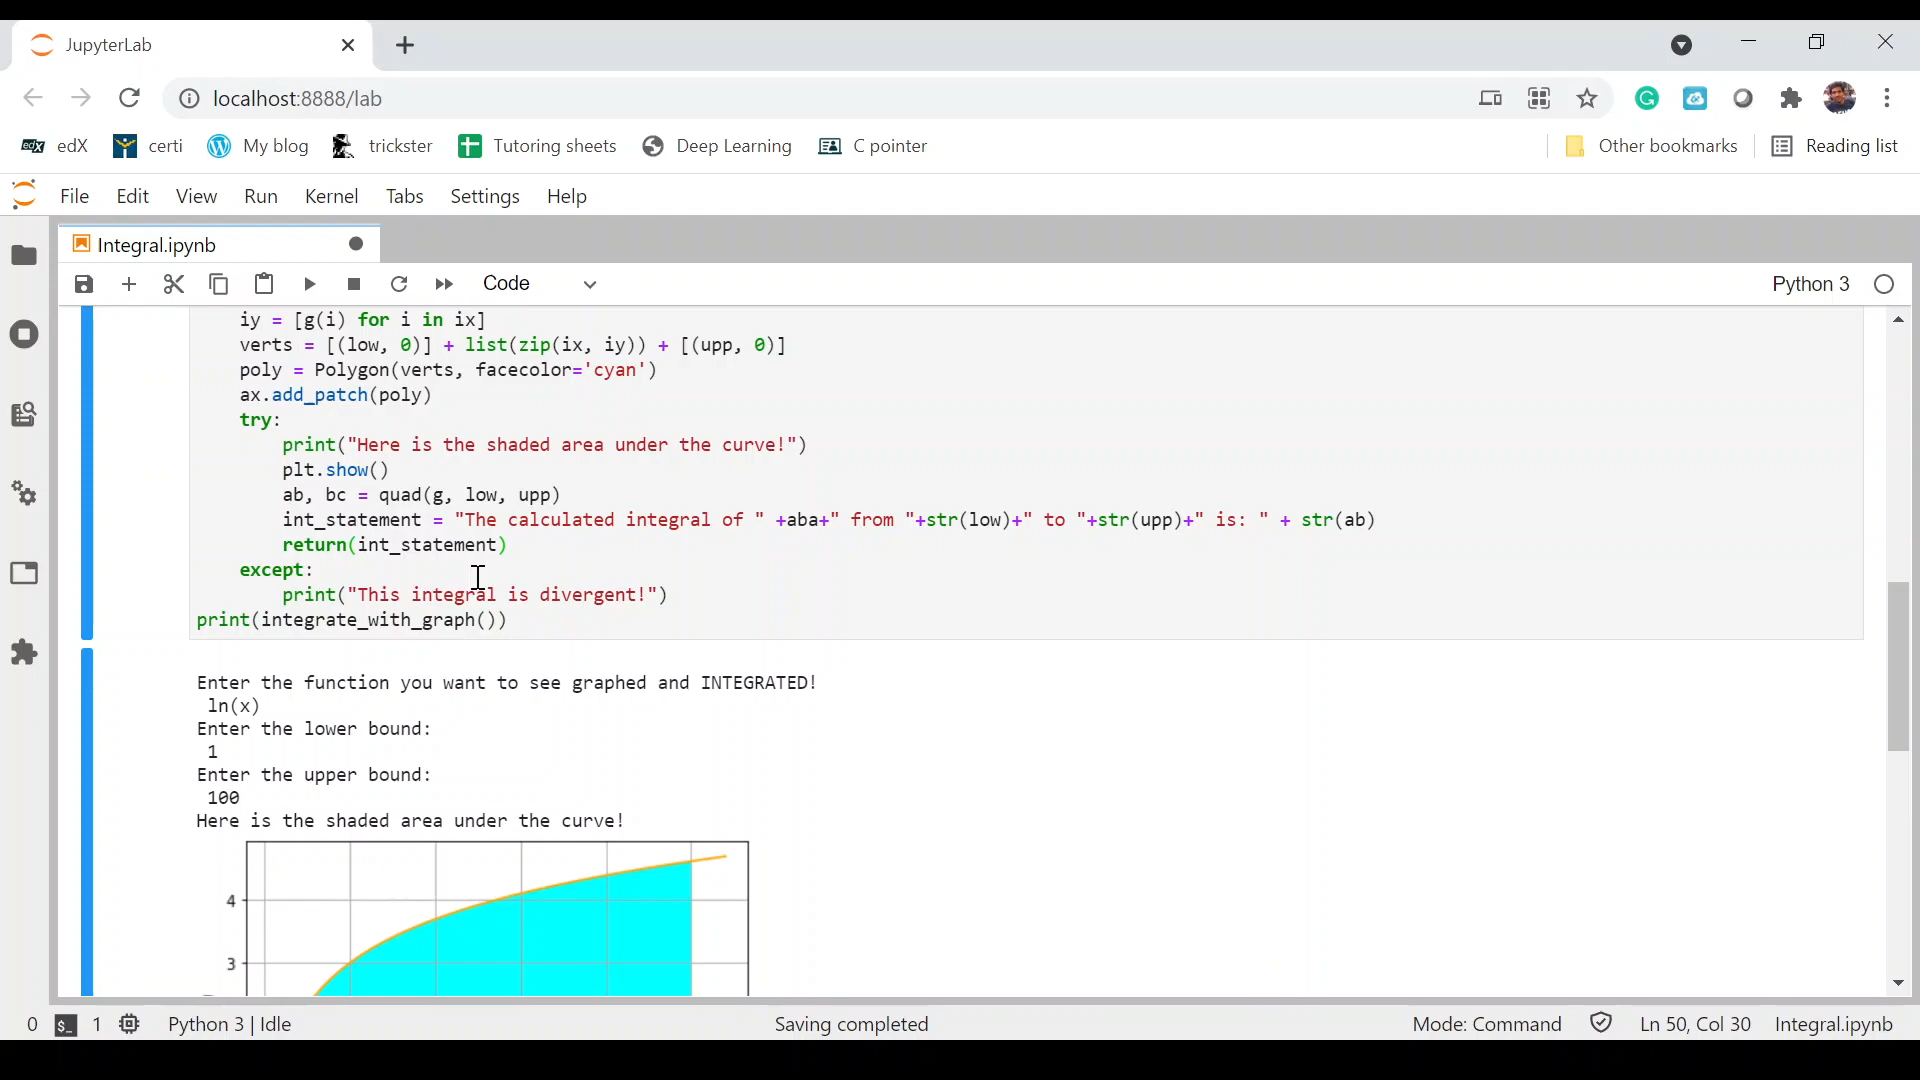 JupyterLab
localhost:8888/lab
edX certi My blog trickster Tutoring sheets Deep Learning C pointer Other bookmarks Reading list
File Edit View Run Kernel Tabs Settings Help
Integral.ipynb
Code Python 3
iy = [g(i) for i in ix]
verts = [(low, 0)] + list(zip(ix, iy)) + [(upp, 0)]
poly = Polygon(verts, facecolor='cyan')
ax.add_patch(poly)
try:
print("Here is the shaded area under the curve!")
plt.show()
ab, bc = quad(g, low, upp)
int_statement = "The calculated integral of " +aba+" from "+str(low)+" to "+str(upp)+" is: " + str(ab)
return(int_statement)
except:
print("This integral is divergent!")
print(integrate_with_graph())
Enter the function you want to see graphed and INTEGRATED!
ln(x)
Enter the lower bound:
1
Enter the upper bound:
100
Here is the shaded area under the curve!
4
3
0 1 Python 3 | Idle Saving completed Mode: Command Ln 50, Col 30 Integral.ipynb